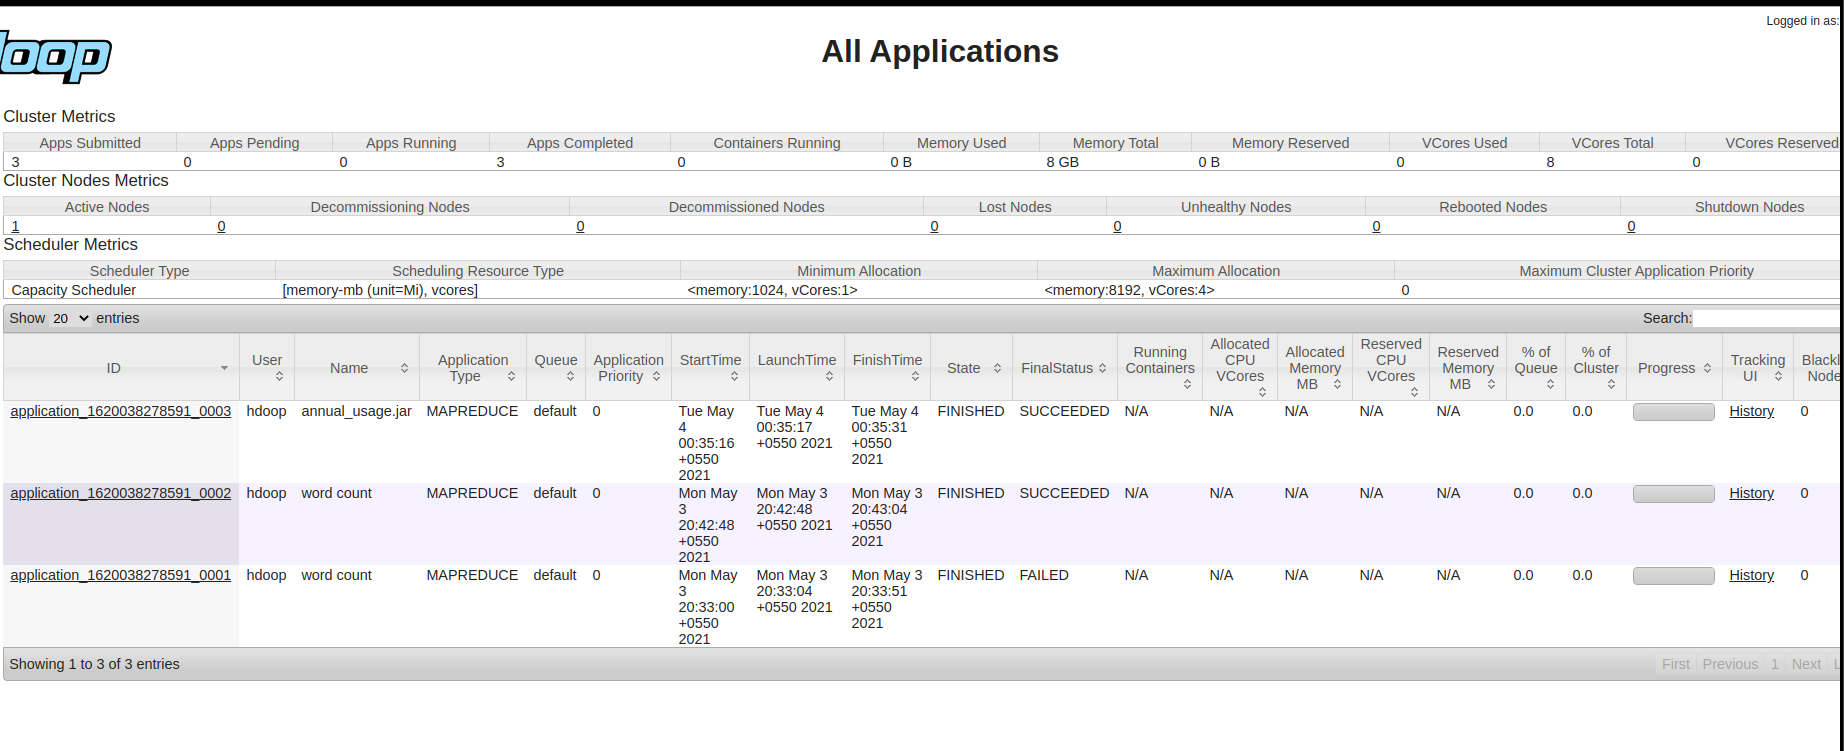 Logged in as:
oop
All Applications
Cluster Metrics
Apps Submitted Apps Pending Apps Running Apps Completed Containers Running Memory Used Memory Total Memory Reserved VCores Used VCores Total VCores Reserved
3 0 0 3 0 0 B 8 GB 0 B 0 8 0
Cluster Nodes Metrics
Active Nodes Decommissioning Nodes Decommissioned Nodes Lost Nodes Unhealthy Nodes Rebooted Nodes Shutdown Nodes
1 0 0 0 0 0 0
Scheduler Metrics
Scheduler Type Scheduling Resource Type Minimum Allocation Maximum Allocation Maximum Cluster Application Priority
Capacity Scheduler [memory-mb (unit=Mi), vcores] <memory:1024, vCores:1> <memory:8192, vCores:4> 0
Show 20 entries Search:
ID User Name Application Type Queue Application Priority StartTime LaunchTime FinishTime State FinalStatus Running Containers Allocated CPU VCores Allocated Memory MB Reserved CPU VCores Reserved Memory MB % of Queue % of Cluster Progress Tracking UI Blackl Node
application_1620038278591_0003 hdoop annual_usage.jar MAPREDUCE default 0 Tue May 4 00:35:16 +0550 2021 Tue May 4 00:35:17 +0550 2021 Tue May 4 00:35:31 +0550 2021 FINISHED SUCCEEDED N/A N/A N/A N/A N/A 0.0 0.0 History 0
application_1620038278591_0002 hdoop word count MAPREDUCE default 0 Mon May 3 20:42:48 +0550 2021 Mon May 3 20:42:48 +0550 2021 Mon May 3 20:43:04 +0550 2021 FINISHED SUCCEEDED N/A N/A N/A N/A N/A 0.0 0.0 History 0
application_1620038278591_0001 hdoop word count MAPREDUCE default 0 Mon May 3 20:33:00 +0550 2021 Mon May 3 20:33:04 +0550 2021 Mon May 3 20:33:51 +0550 2021 FINISHED FAILED N/A N/A N/A N/A N/A 0.0 0.0 History 0
Showing 1 to 3 of 3 entries First Previous 1 Next L